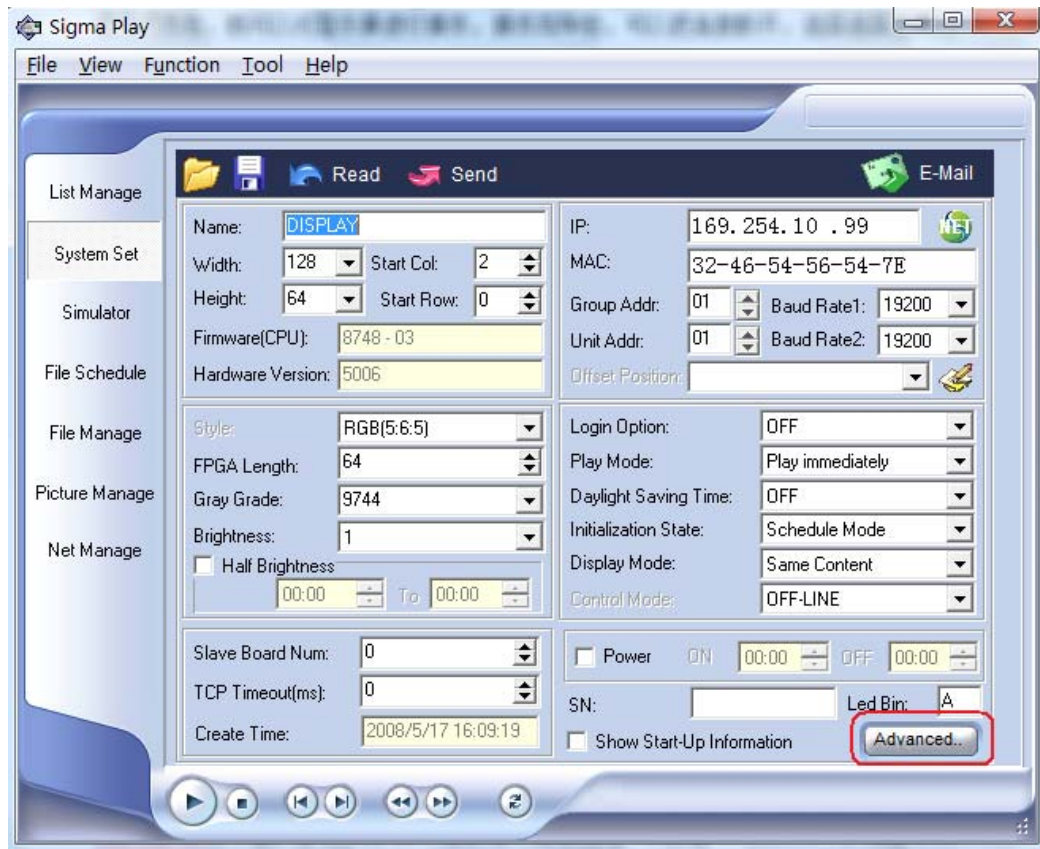 Sigma Play
File View Function Tool Help
List Manage
System Set
Simulator
File Schedule
File Manage
Picture Manage
Net Manage
Read Send E-Mail
Name: DISPLAY
Width: 128 Start Col: 2
Height: 64 Start Row: 0
Firmware(CPU): 8748 - 03
Hardware Version: 5006
IP: 169.254.10 .99 NET
MAC: 32-46-54-56-54-7E
Group Addr: 01 Baud Rate1: 19200
Unit Addr: 01 Baud Rate2: 19200
Offset Position:
Style: RGB(5:6:5)
FPGA Length: 64
Gray Grade: 9744
Brightness: 1
Half Brightness
00:00 To 00:00
Login Option: OFF
Play Mode: Play immediately
Daylight Saving Time: OFF
Initialization State: Schedule Mode
Display Mode: Same Content
Control Mode: OFF-LINE
Slave Board Num: 0
TCP Timeout(ms): 0
Create Time: 2008/5/17 16:09:19
Power ON 00:00 OFF 00:00
SN: Led Bin: A
Show Start-Up Information Advanced..